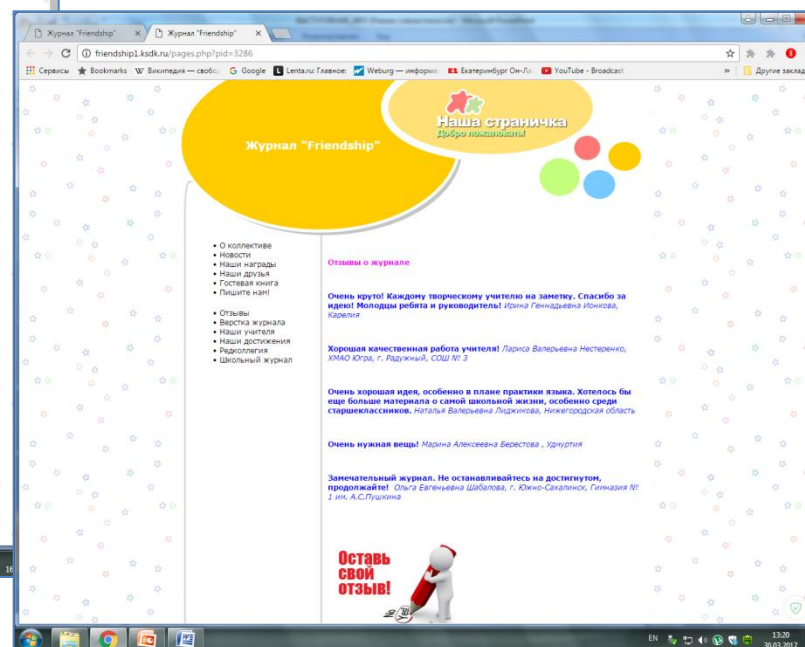 Журнал "Friendship"
Журнал "Friendship"
friendship1.ksdk.ru/pages.php?pid=3286
Сервисы
Bookmarks
Википедия — свобо
Google
Lenta.ru: Главное:
Weburg — информа
E1 Екатеринбург Он-Ла
YouTube - Broadcast
»
Другие заклад
Журнал "Friendship"
Наша страничка
Добро пожаловать!
• О коллективе
• Новости
• Наши награды
• Наши друзья
• Гостевая книга
• Пишите нам!
• Отзывы
• Верстка журнала
• Наши учителя
• Наши достижения
• Редколлегия
• Школьный журнал
Отзывы о журнале
Очень круто! Каждому творческому учителю на заметку. Спасибо за
идею! Молодцы ребята и руководитель! Ирина Геннадьевна Ионкова,
Карелия
Хорошая качественная работа учителя! Лариса Валерьевна Нестеренко,
ХМАО Югра, г. Радужный, СОШ № 3
Очень хорошая идея, особенно в плане практики языка. Хотелось бы
еще больше материала о самой школьной жизни, особенно среди
старшеклассников. Наталья Валерьевна Лиджикова, Нижегородская область
Очень нужная вещь! Марина Алексеевна Берестова , Удмуртия
Замечательный журнал. Не останавливайтесь на достигнутом,
продолжайте! Ольга Евгеньевна Шабалова, г. Южно-Сахалинск, Гимназия №
1 им. А.С.Пушкина
Оставь
свой
отзыв!
16
EN
13:20
30.03.2017